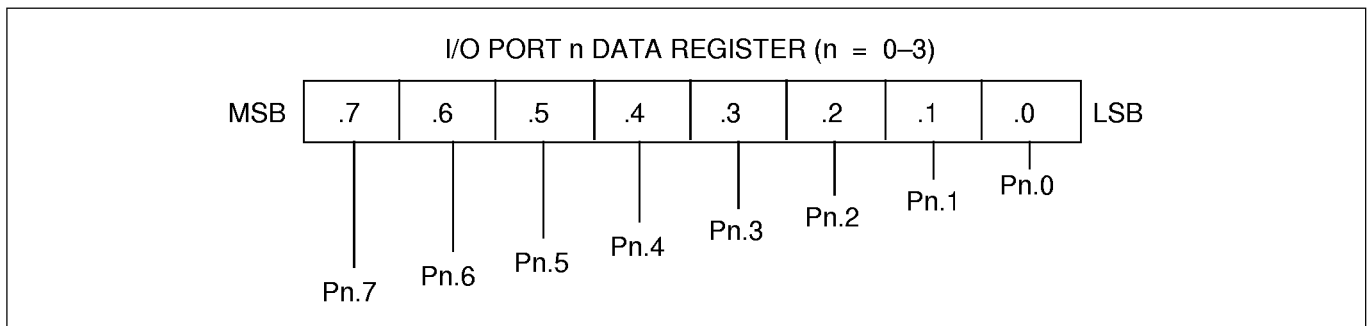 I/O PORT n DATA REGISTER (n = 0–3)
MSB .7 .6 .5 .4 .3 .2 .1 .0 LSB
Pn.7 Pn.6 Pn.5 Pn.4 Pn.3 Pn.2 Pn.1 Pn.0